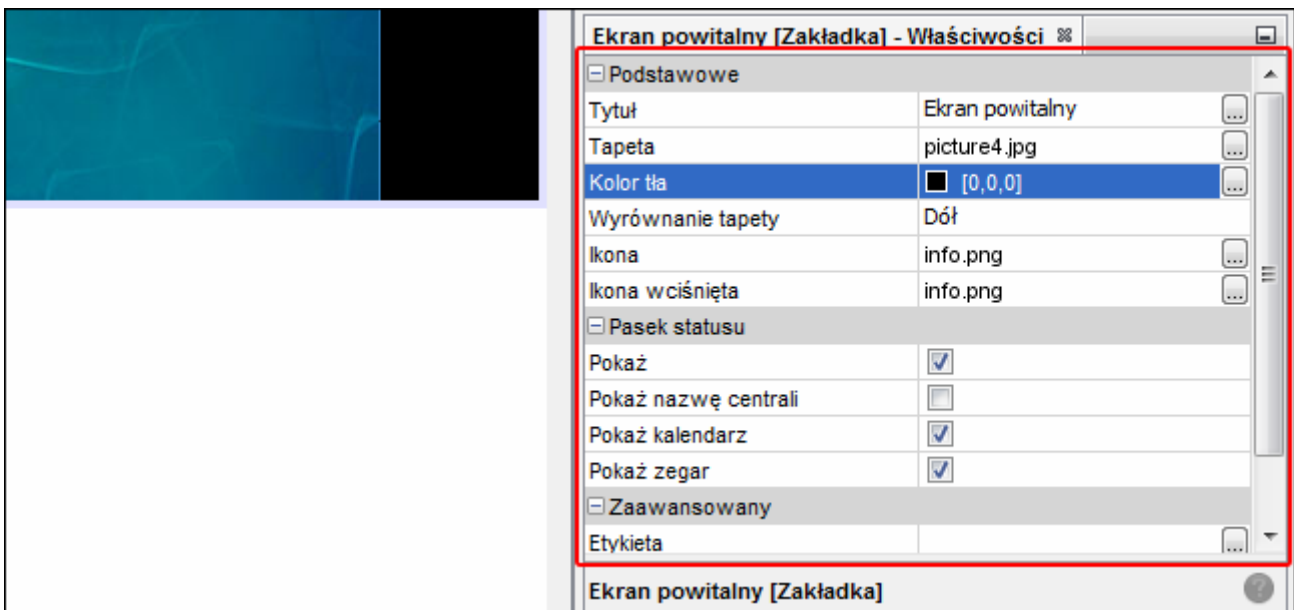 Ekran powitalny [Zakładka] - Właściwości
Podstawowe
Tytuł Ekran powitalny ...
Tapeta picture4.jpg ...
Kolor tła [0,0,0] ...
Wyrównanie tapety Dół
Ikona info.png ...
Ikona wciśnięta info.png ...
Pasek statusu
Pokaż
Pokaż nazwę centrali
Pokaż kalendarz
Pokaż zegar
Zaawansowany
Etykieta ...
Ekran powitalny [Zakładka] ?